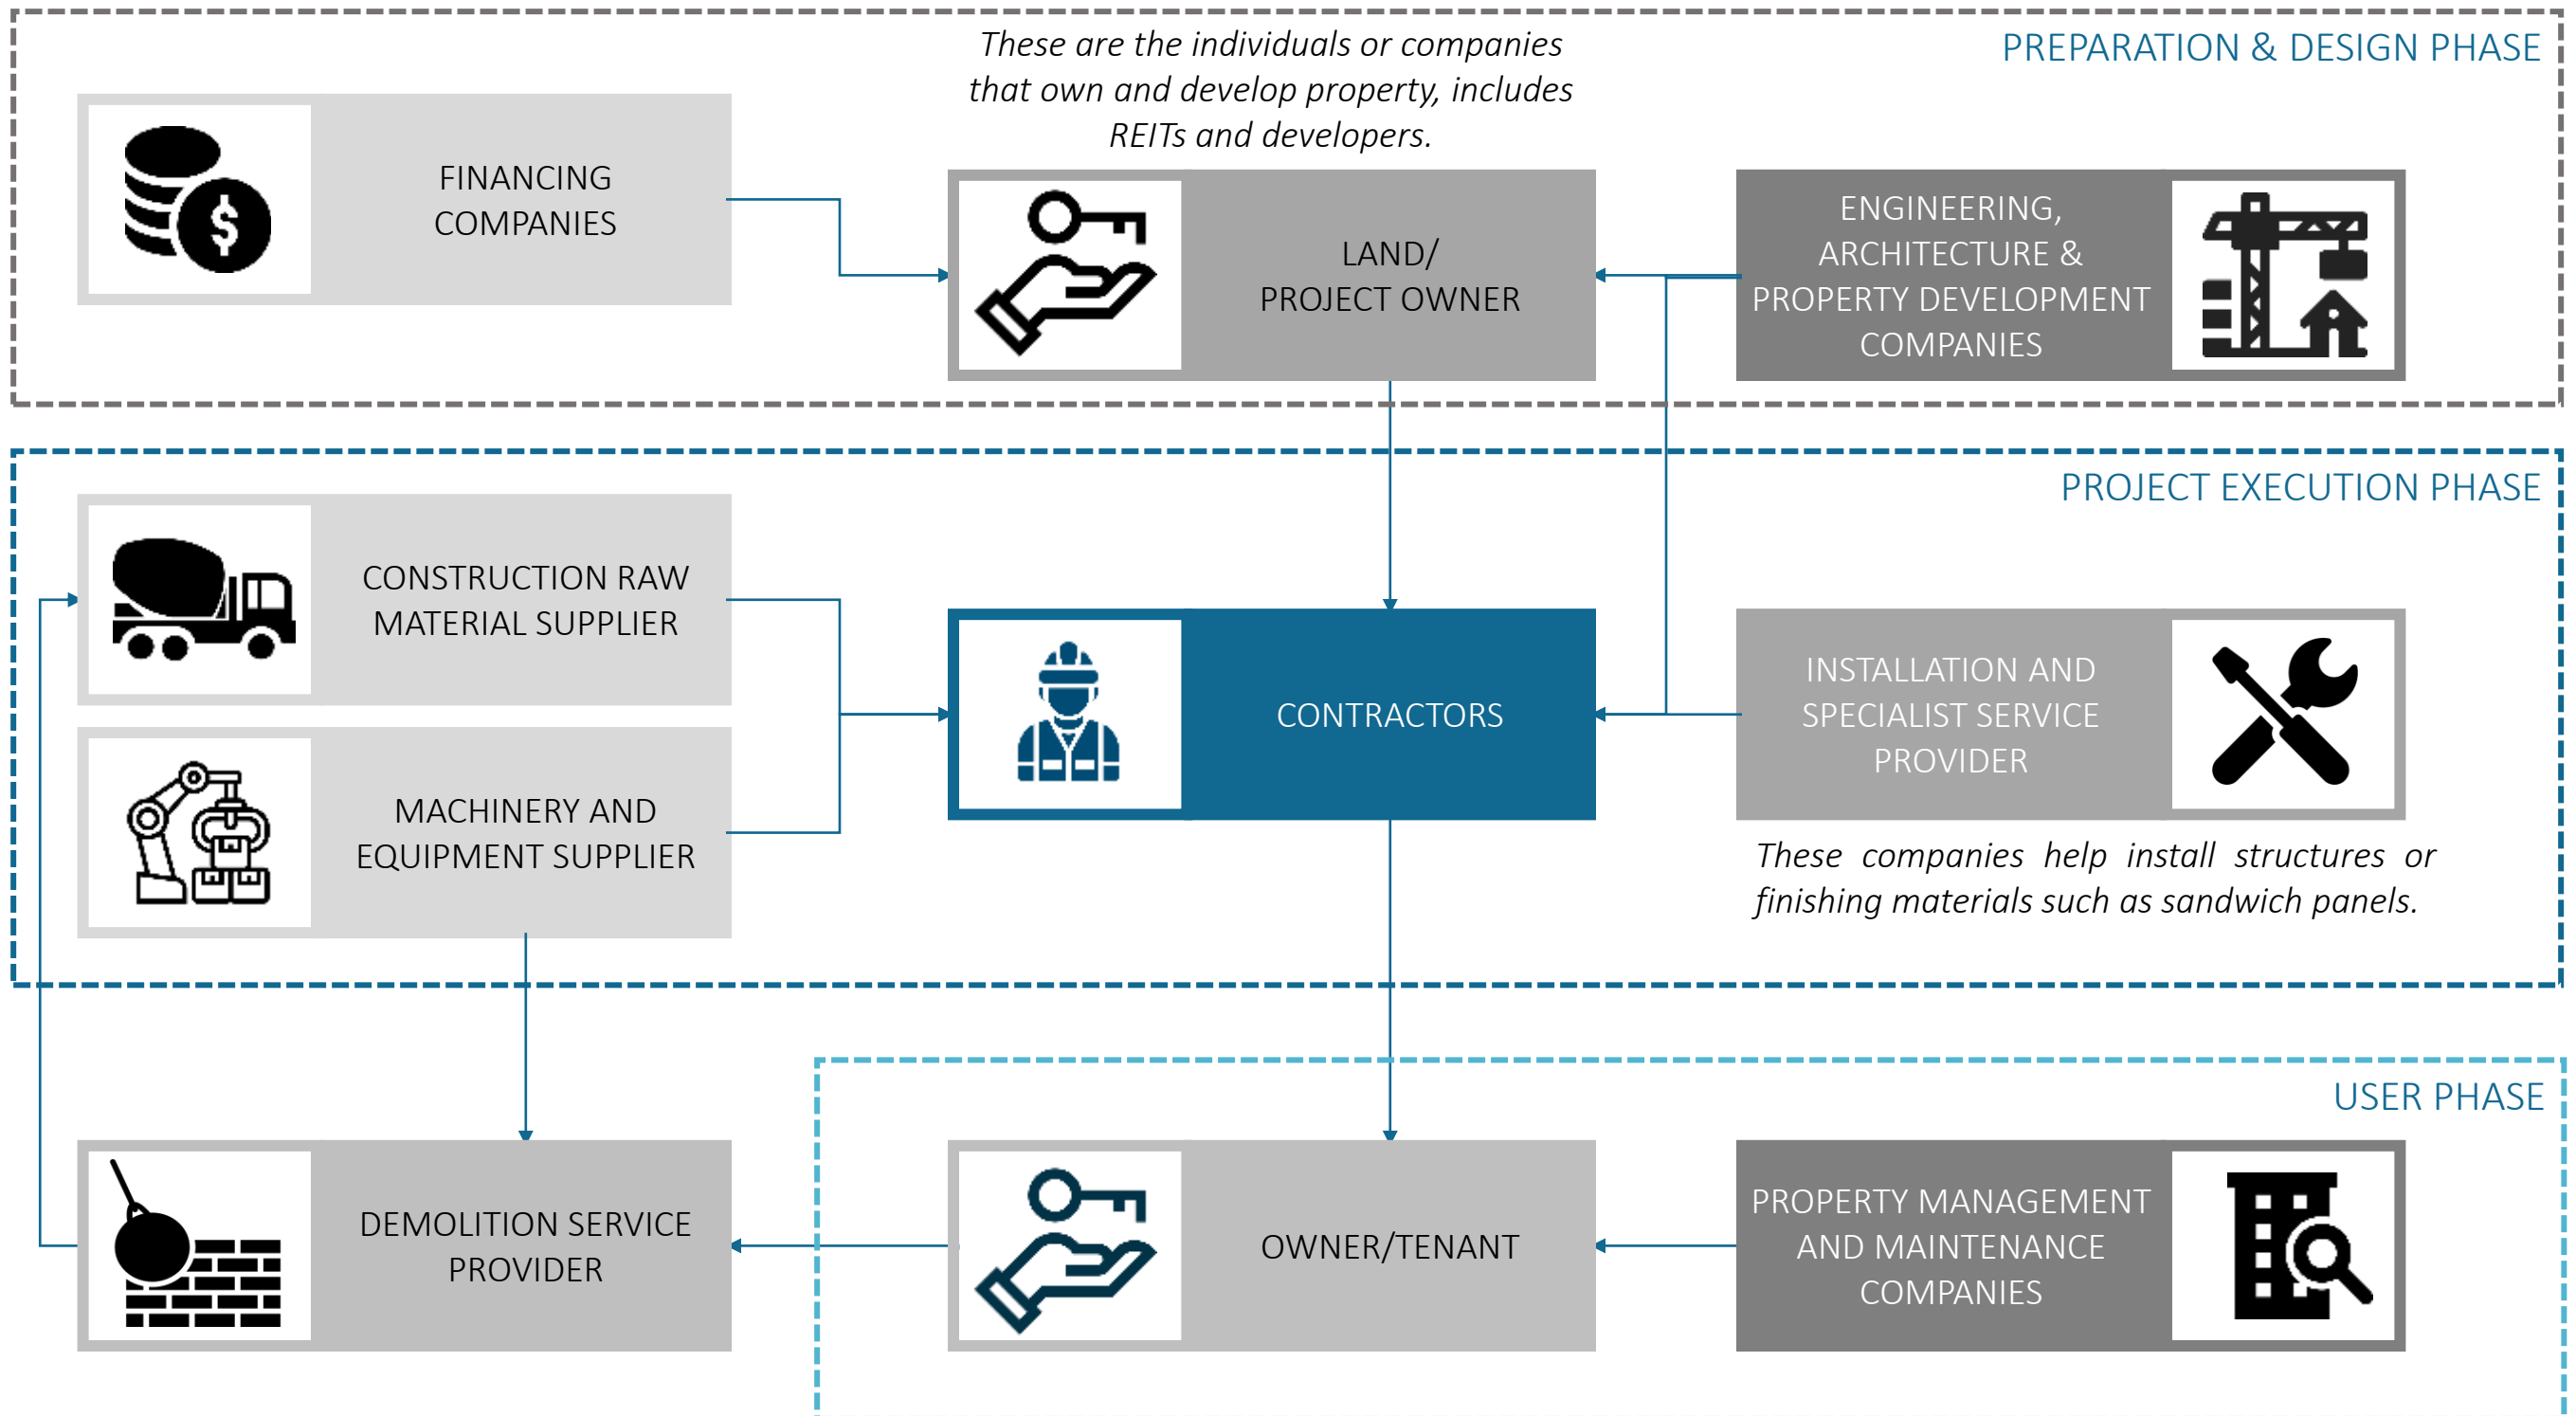 PREPARATION & DESIGN PHASE
These are the individuals or companies
that own and develop property, includes
REITs and developers.
FINANCING
COMPANIES
LAND/
PROJECT OWNER
ENGINEERING,
ARCHITECTURE &
PROPERTY DEVELOPMENT
COMPANIES
$
PROJECT EXECUTION PHASE
CONSTRUCTION RAW
MATERIAL SUPPLIER
MACHINERY AND
EQUIPMENT SUPPLIER
CONTRACTORS
INSTALLATION AND
SPECIALIST SERVICE
PROVIDER
These companies help install structures or
finishing materials such as sandwich panels.
USER PHASE
DEMOLITION SERVICE
PROVIDER
OWNER/TENANT
PROPERTY MANAGEMENT
AND MAINTENANCE
COMPANIES